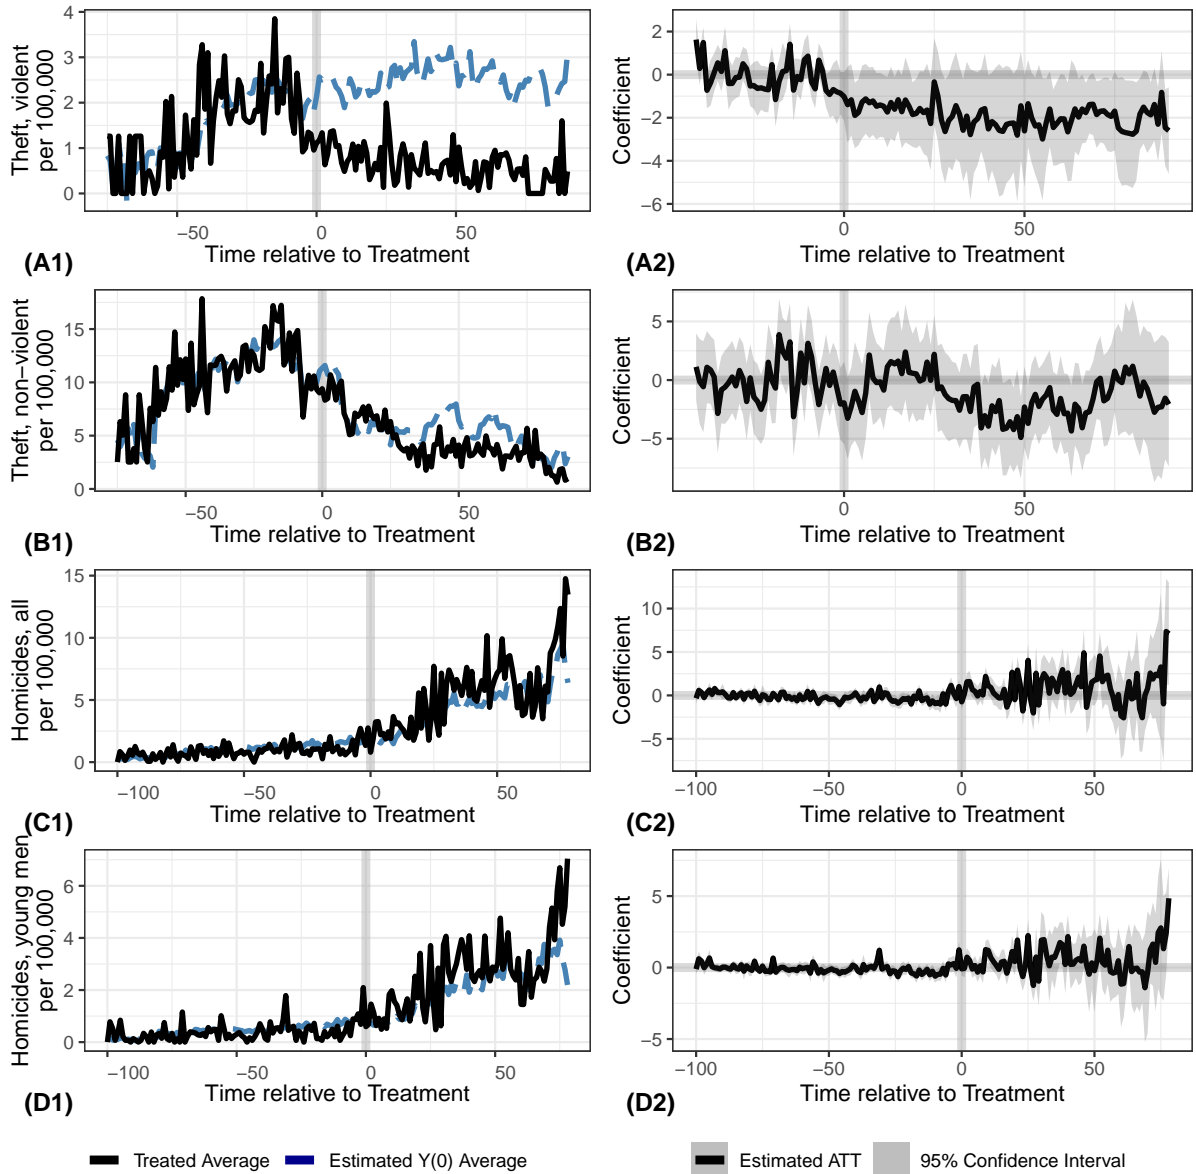 Theft, violent
per 100,000
4
3
2
1
0
−50
0
50
Time relative to Treatment
(A1)
Coefficient
2
0
−2
−4
−6
0
50
Time relative to Treatment
(A2)
Theft, non−violent
per 100,000
15
10
5
0
−50
0
50
Time relative to Treatment
(B1)
Coefficient
5
0
−5
0
50
Time relative to Treatment
(B2)
Homicides, all
per 100,000
15
10
5
0
−100
−50
0
50
Time relative to Treatment
(C1)
Coefficient
10
5
0
−5
−100
−50
0
50
Time relative to Treatment
(C2)
Homicides, young men
per 100,000
6
4
2
0
−100
−50
0
50
Time relative to Treatment
(D1)
Coefficient
5
0
−5
−100
−50
0
50
Time relative to Treatment
(D2)
Treated Average Estimated Y(0) Average
Estimated ATT 95% Confidence Interval